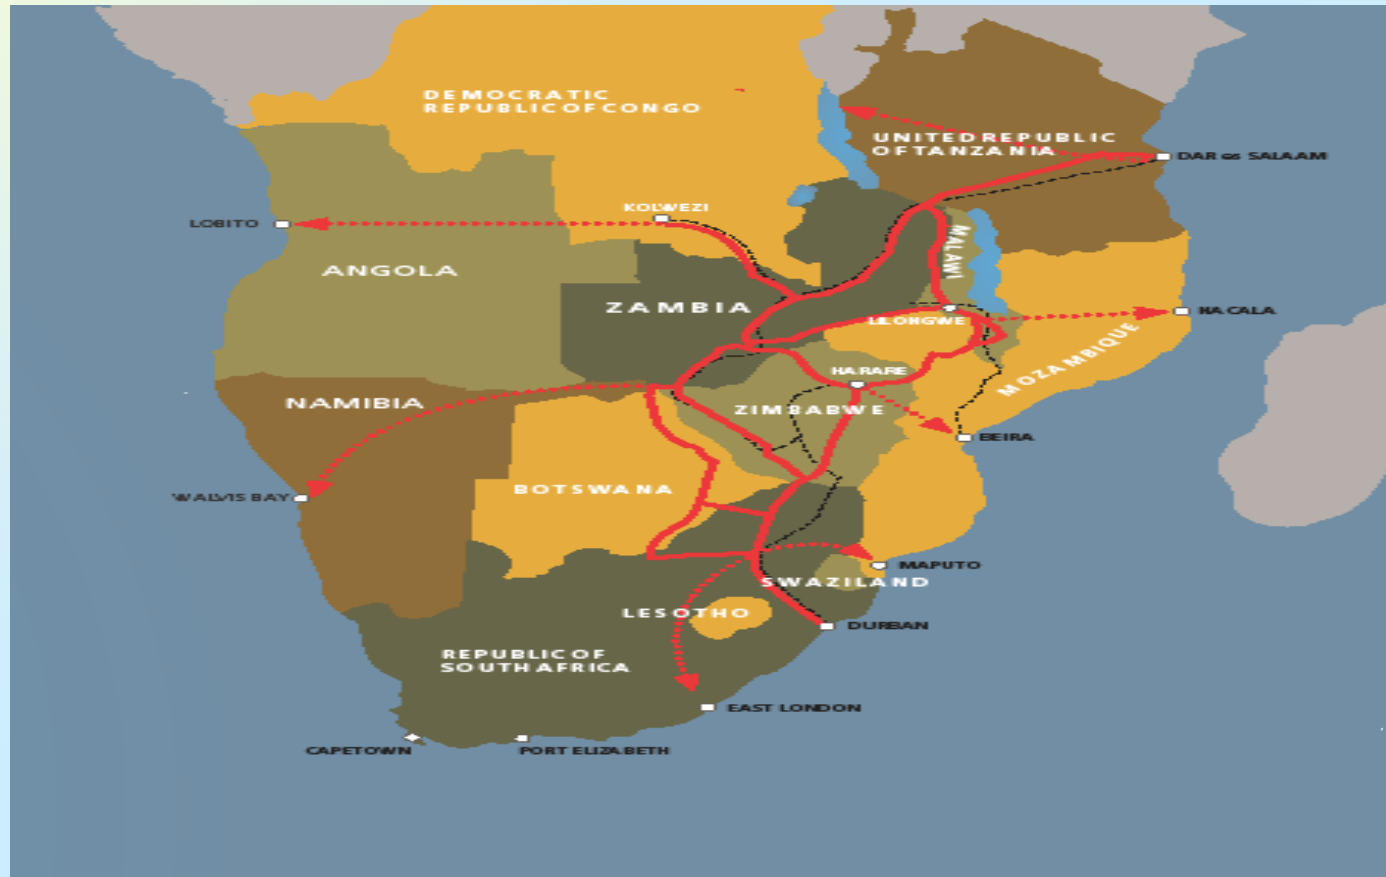 DEMOCRATIC
REPUBLIC OF CONGO
UNITED REPUBLIC
OF TANZANIA
DAR es SALAAM
KOLWEZI
LOBITO
MALAWI
ANGOLA
ZAMBIA
NACALA
LILONGWE
MOZAMBIQUE
HARARE
NAMIBIA
ZIMBABWE
BEIRA
BOTSWANA
WALVIS BAY
MAPUTO
SWAZILAND
LESOTHO
DURBAN
REPUBLIC OF
SOUTH AFRICA
EAST LONDON
CAPETOWN
PORT ELIZABETH